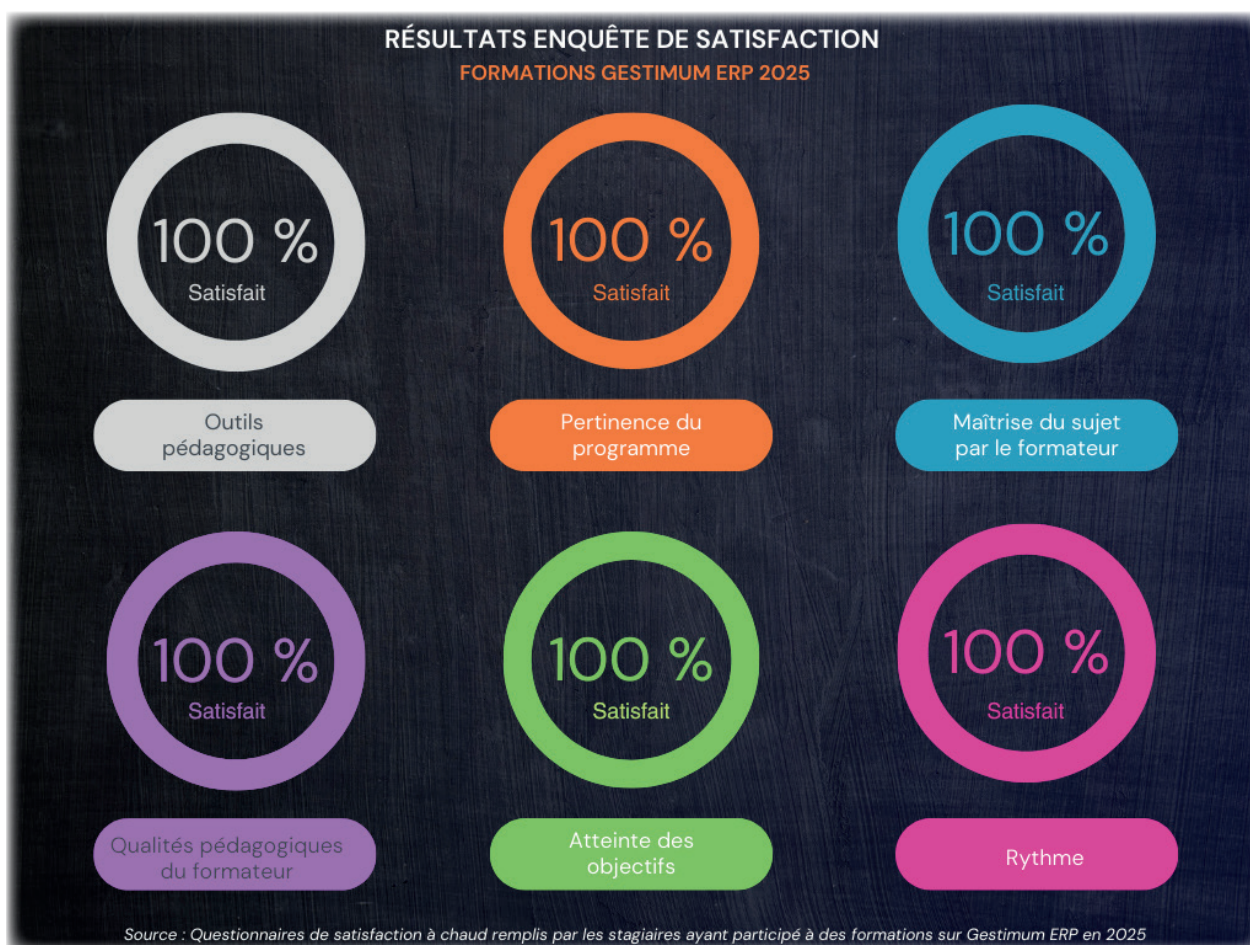 RÉSULTATS ENQUÊTE DE SATISFACTION
FORMATIONS GESTIMUM ERP 2025
100 %
Satisfait
Outils
pédagogiques
100 %
Satisfait
Pertinence du
programme
100 %
Satisfait
Maîtrise du sujet
par le formateur
100 %
Satisfait
Qualités pédagogiques
du formateur
100 %
Satisfait
Atteinte des
objectifs
100 %
Satisfait
Rythme
Source : Questionnaires de satisfaction à chaud remplis par les stagiaires ayant participé à des formations sur Gestimum ERP en 2025